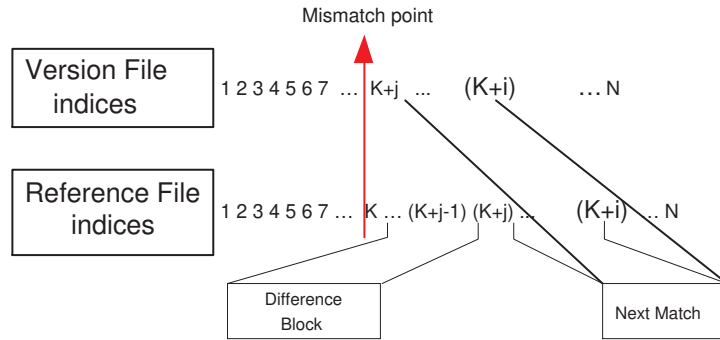 Mismatch point
Version File
indices
1 2 3 4 5 6 7 ... K+j ... (K+i) ... N
Reference File
indices
1 2 3 4 5 6 7 ... K ... (K+j-1) (K+j) ... (K+i) .. N
Difference
Block
Next Match